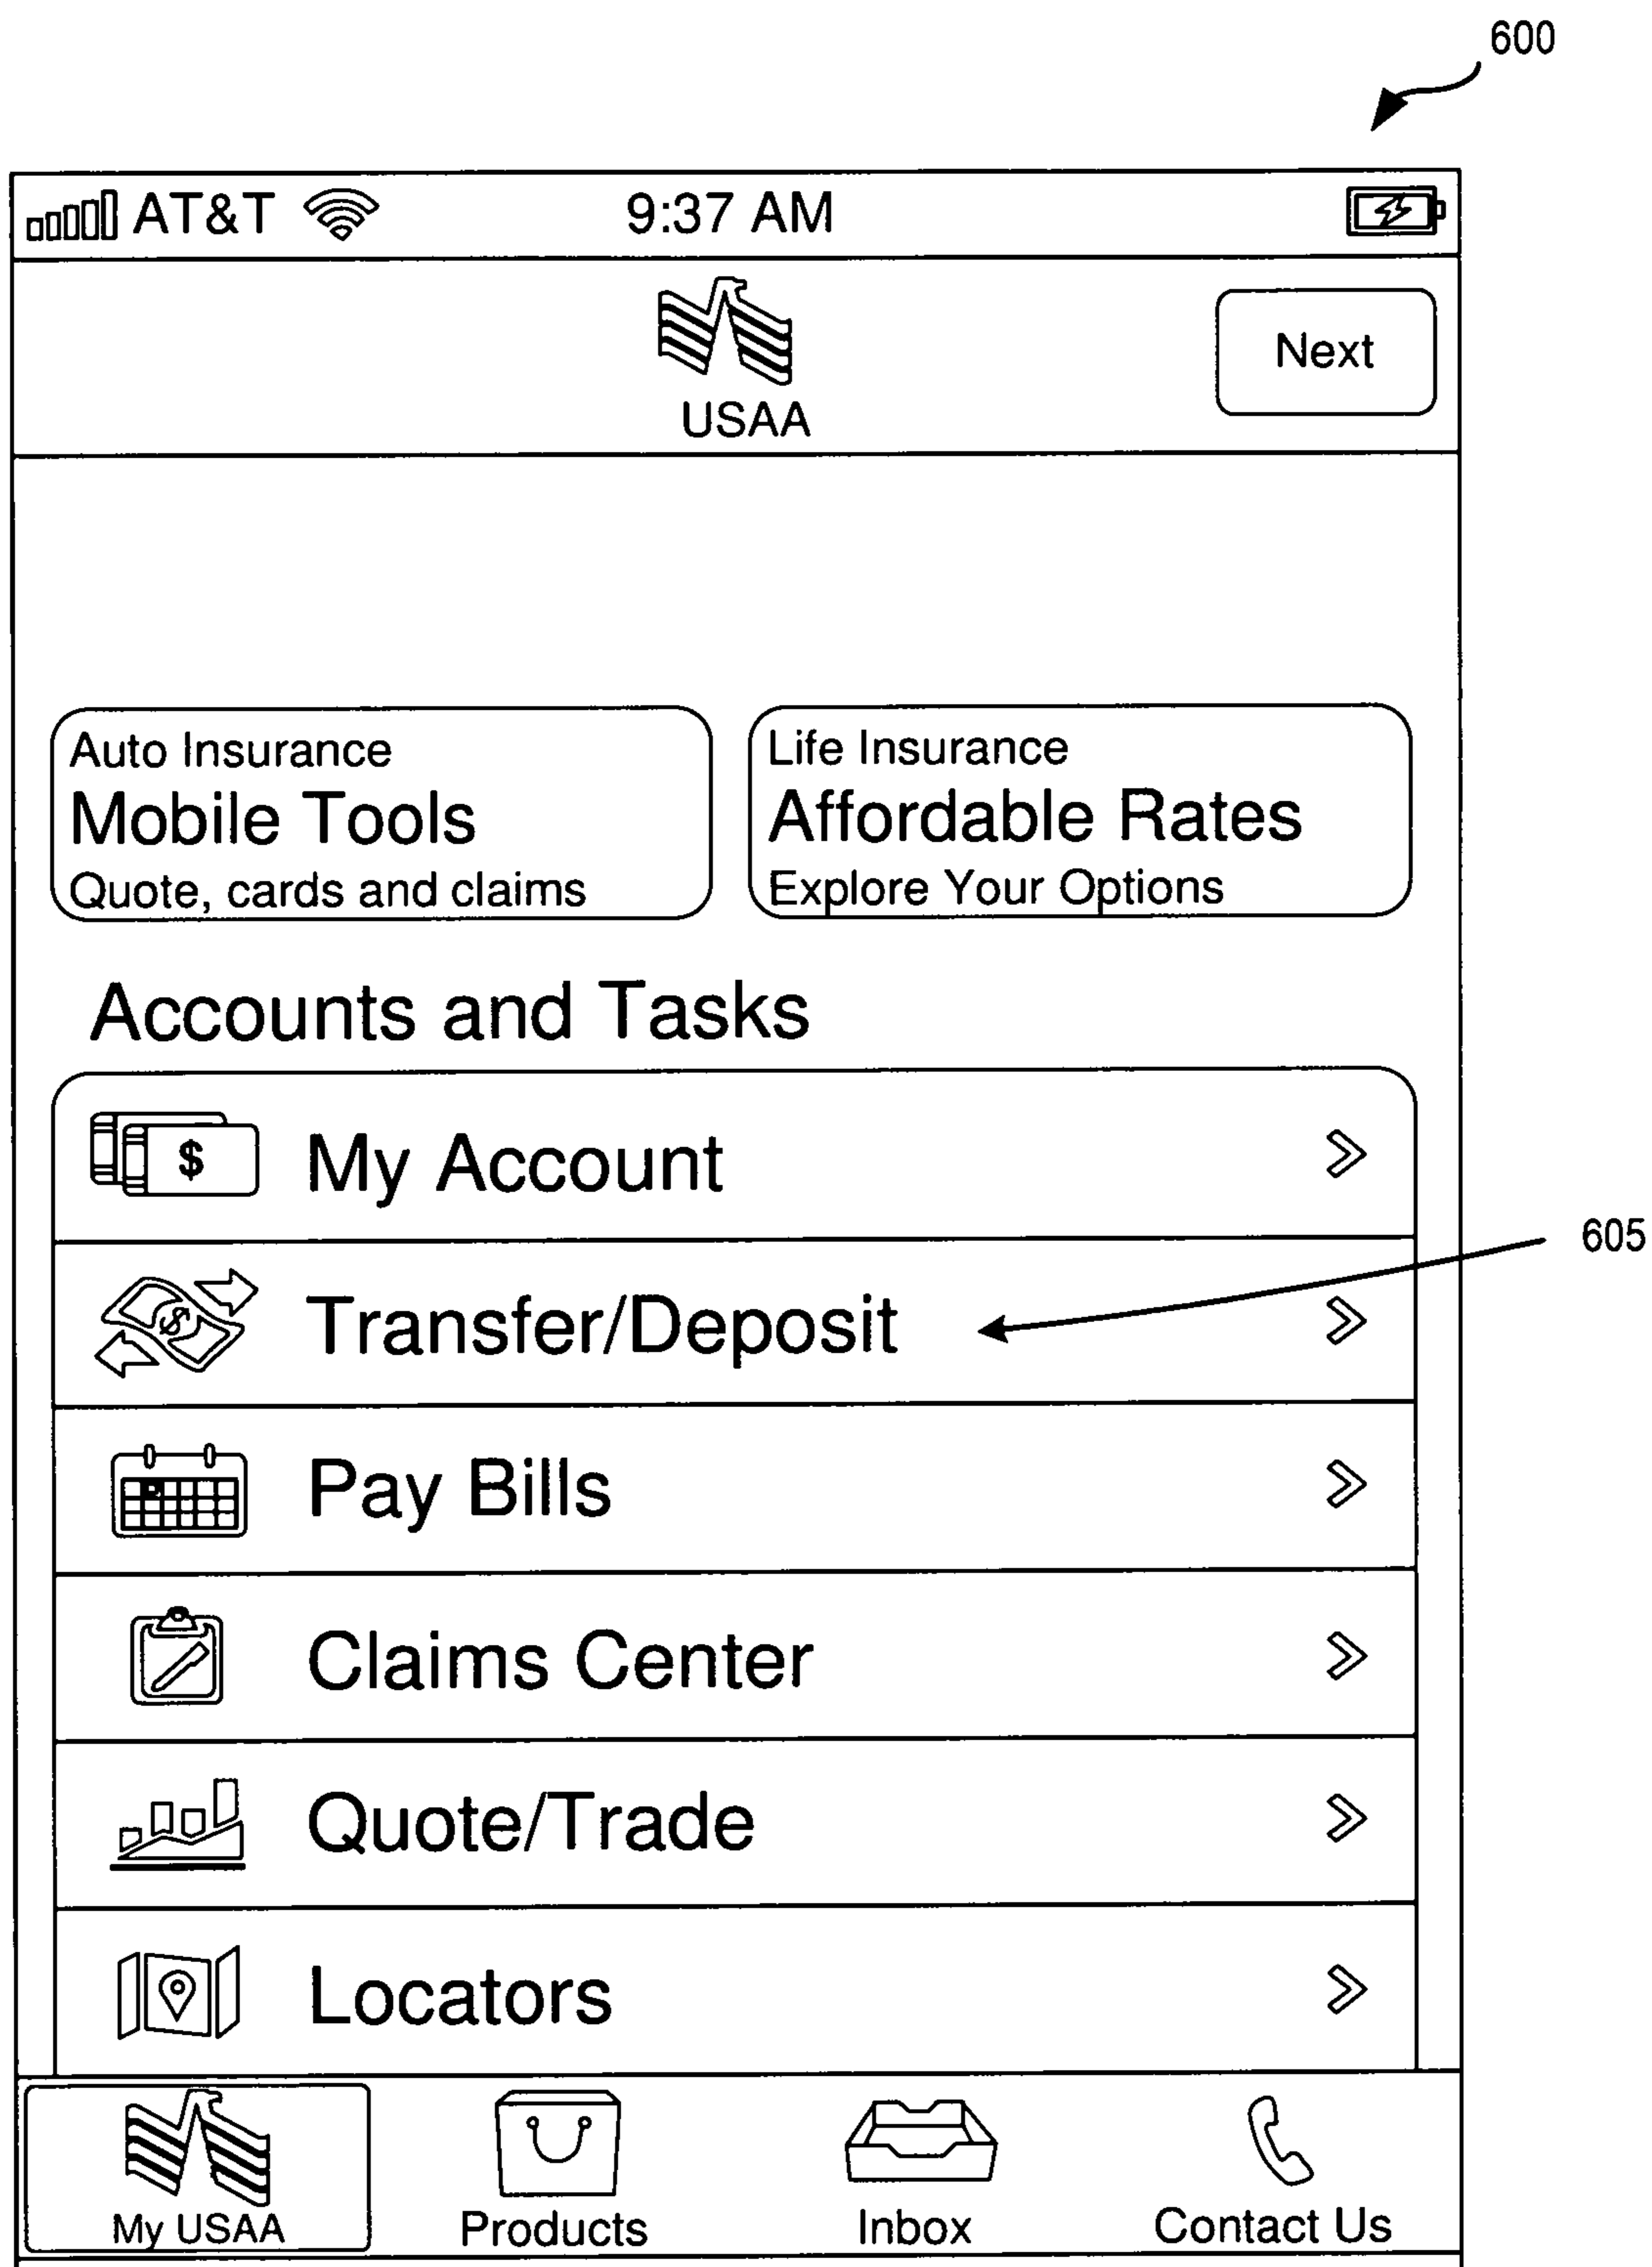 600
AT&T 9:37 AM
USAA
Next
Auto Insurance
Mobile Tools
Quote, cards and claims
Life Insurance
Affordable Rates
Explore Your Options
Accounts and Tasks
$ My Account
605
$ Transfer/Deposit
Pay Bills
Claims Center
Quote/Trade
Locators
My USAA
Products
Inbox
Contact Us